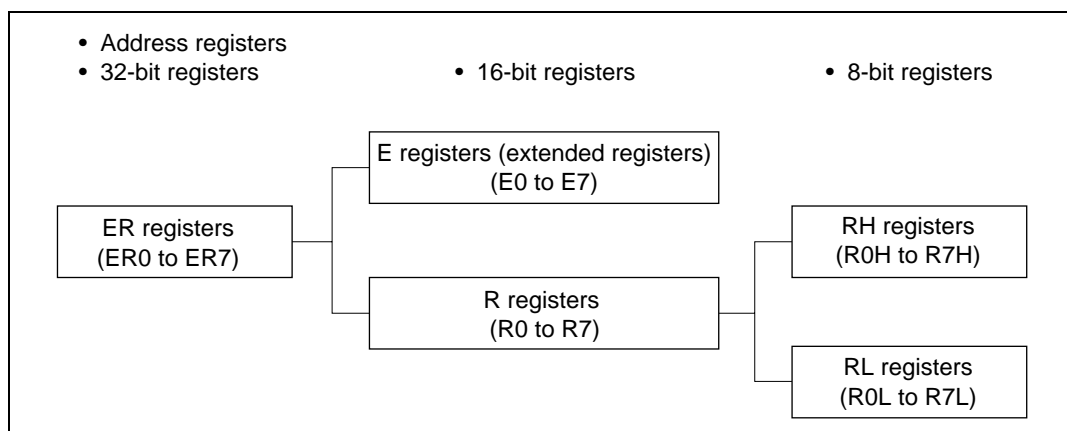 • Address registers
• 32-bit registers
• 16-bit registers
• 8-bit registers
E registers (extended registers)
(E0 to E7)
ER registers
(ER0 to ER7)
RH registers
(R0H to R7H)
R registers
(R0 to R7)
RL registers
(R0L to R7L)